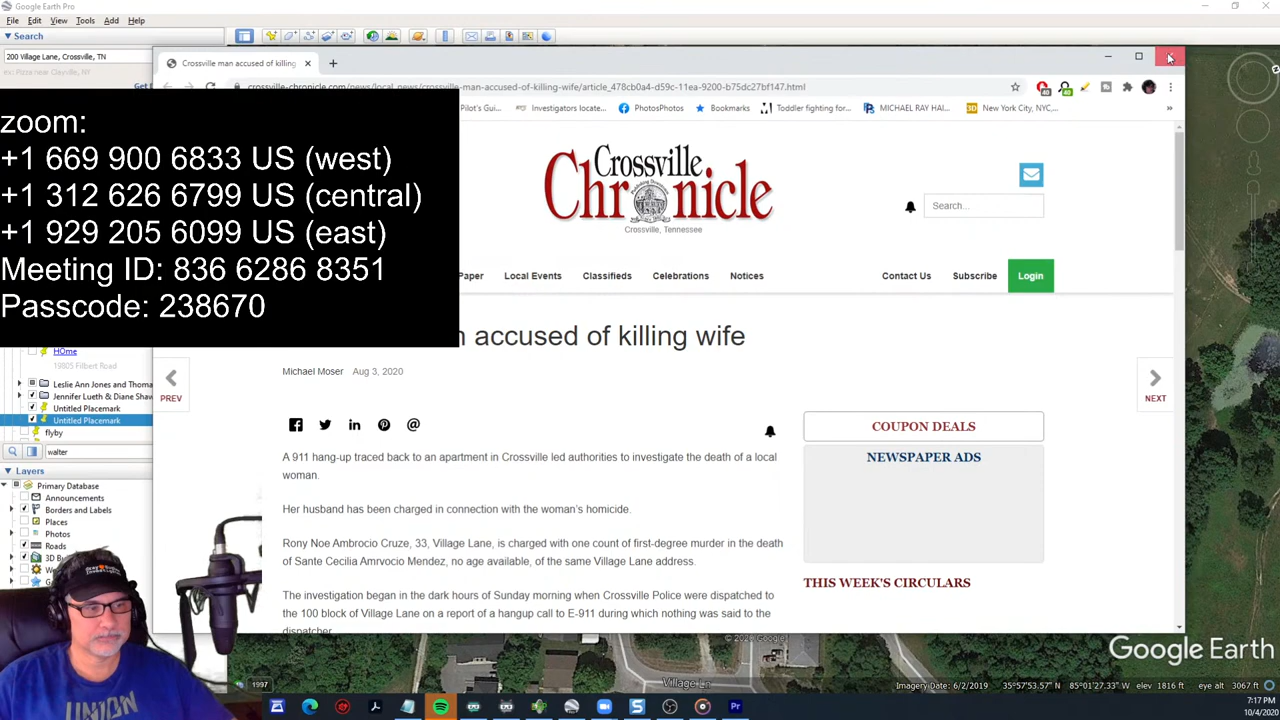 Google Earth Pro
File Edit View Tools Add Help
Search
200 Village Lane, Crossville, TN
Crossville man accused of killing
crossville-chronicle.com/news/local_news/crossville-man-accused-of-killing-wife/article_478cb0a4-d59c-11ea-9200-b75dc27bf147.html
Pilot's Gui... Investigators locate... PhotosPhotos Bookmarks Toddler fighting for... MICHAEL RAY HAI... New York City, NYC,...
zoom:
+1 669 900 6833 US (west)
+1 312 626 6799 US (central)
+1 929 205 6099 US (east)
Meeting ID: 836 6286 8351
Passcode: 238670
Crossville
Chronicle
Crossville, Tennessee
Search...
Paper Local Events Classifieds Celebrations Notices Contact Us Subscribe Login
accused of killing wife
Michael Moser Aug 3, 2020
PREV
NEXT
COUPON DEALS
NEWSPAPER ADS
THIS WEEK'S CIRCULARS
A 911 hang-up traced back to an apartment in Crossville led authorities to investigate the death of a local
woman.
Her husband has been charged in connection with the woman's homicide.
Rony Noe Ambrocio Cruze, 33, Village Lane, is charged with one count of first-degree murder in the death
of Sante Cecilia Amrvocio Mendez, no age available, of the same Village Lane address.
The investigation began in the dark hours of Sunday morning when Crossville Police were dispatched to
the 100 block of Village Lane on a report of a hangup call to E-911 during which nothing was said to the
dispatcher.
HOme
19805 Filbert Road
Leslie Ann Jones and Thoma
Jennifer Lueth & Diane Shaw
Untitled Placemark
Untitled Placemark
flyby
walter
Layers
Primary Database
Announcements
Borders and Labels
Places
Photos
Roads
3D B
UNION
1997
Village Ln
© 2020 Google
Google Earth
Imagery Date: 6/2/2019 35°57'53.57" N 85°01'27.33" W elev 1816 ft eye alt 3067 ft
7:17 PM
10/4/2020